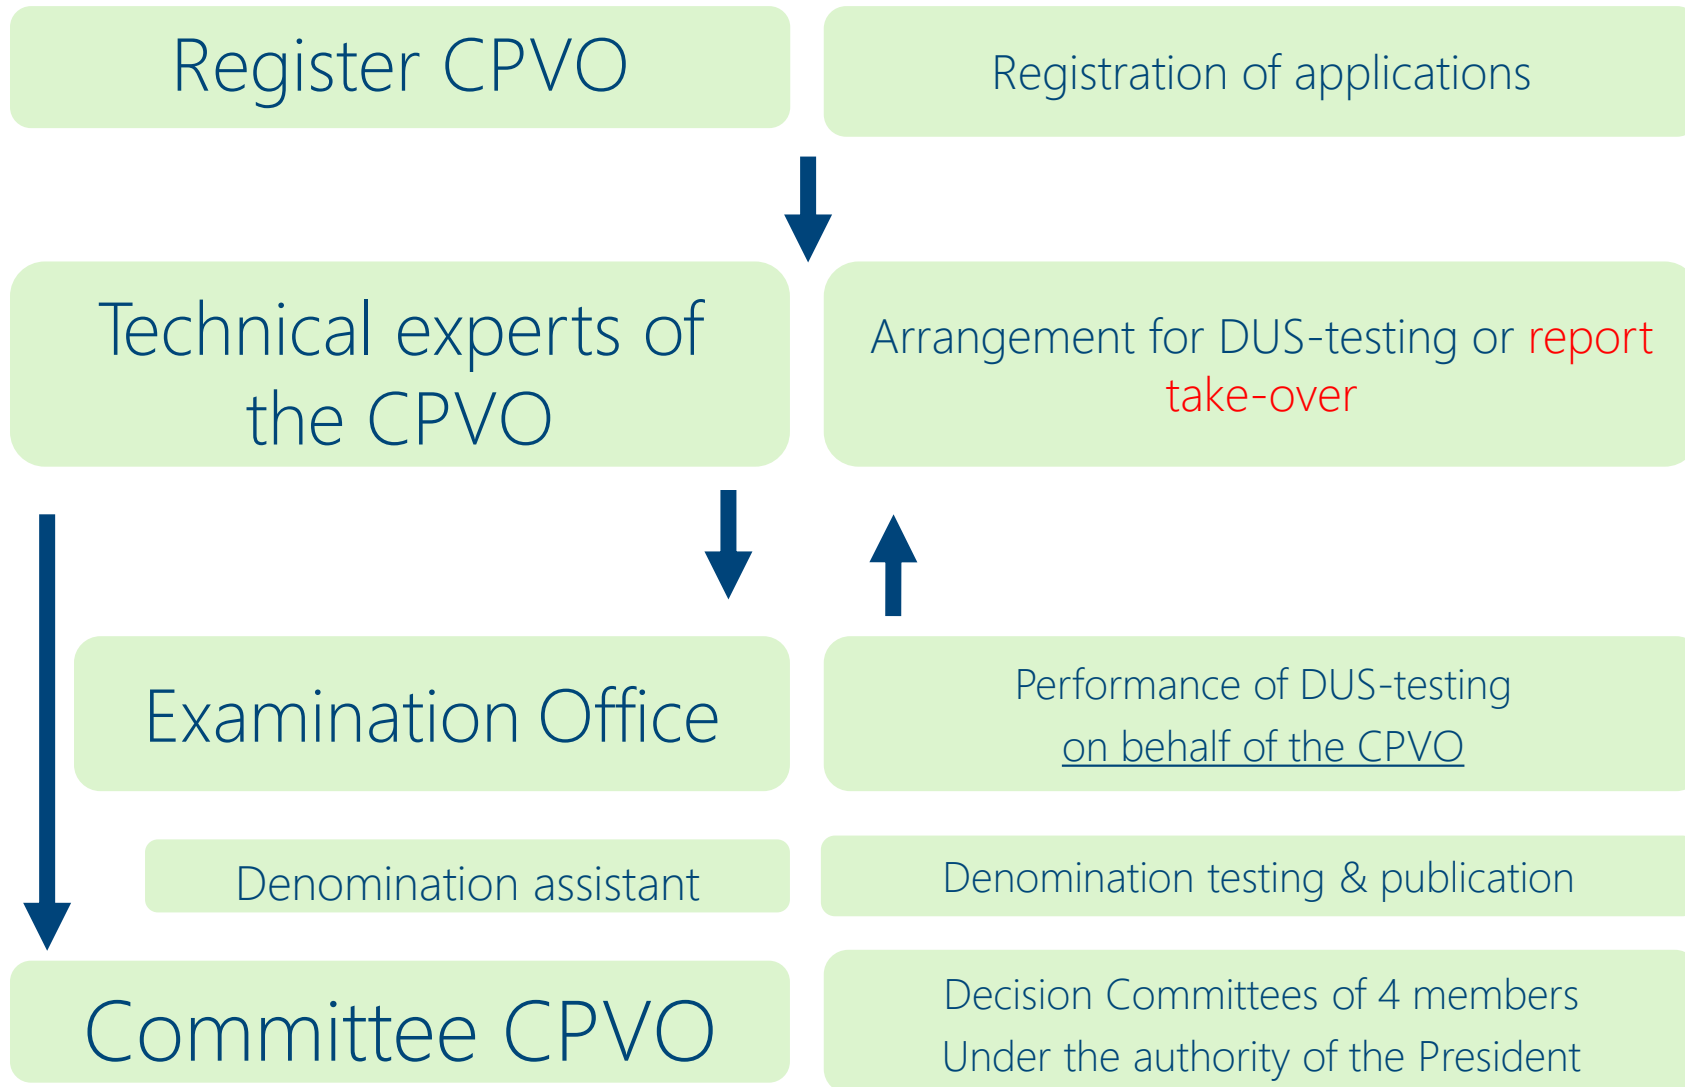 Register CPVO
Registration of applications
Technical experts of
the CPVO
Arrangement for DUS-testing or report
take-over
Examination Office
Performance of DUS-testing
on behalf of the CPVO
Denomination assistant
Denomination testing & publication
Committee CPVO
Decision Committees of 4 members
Under the authority of the President